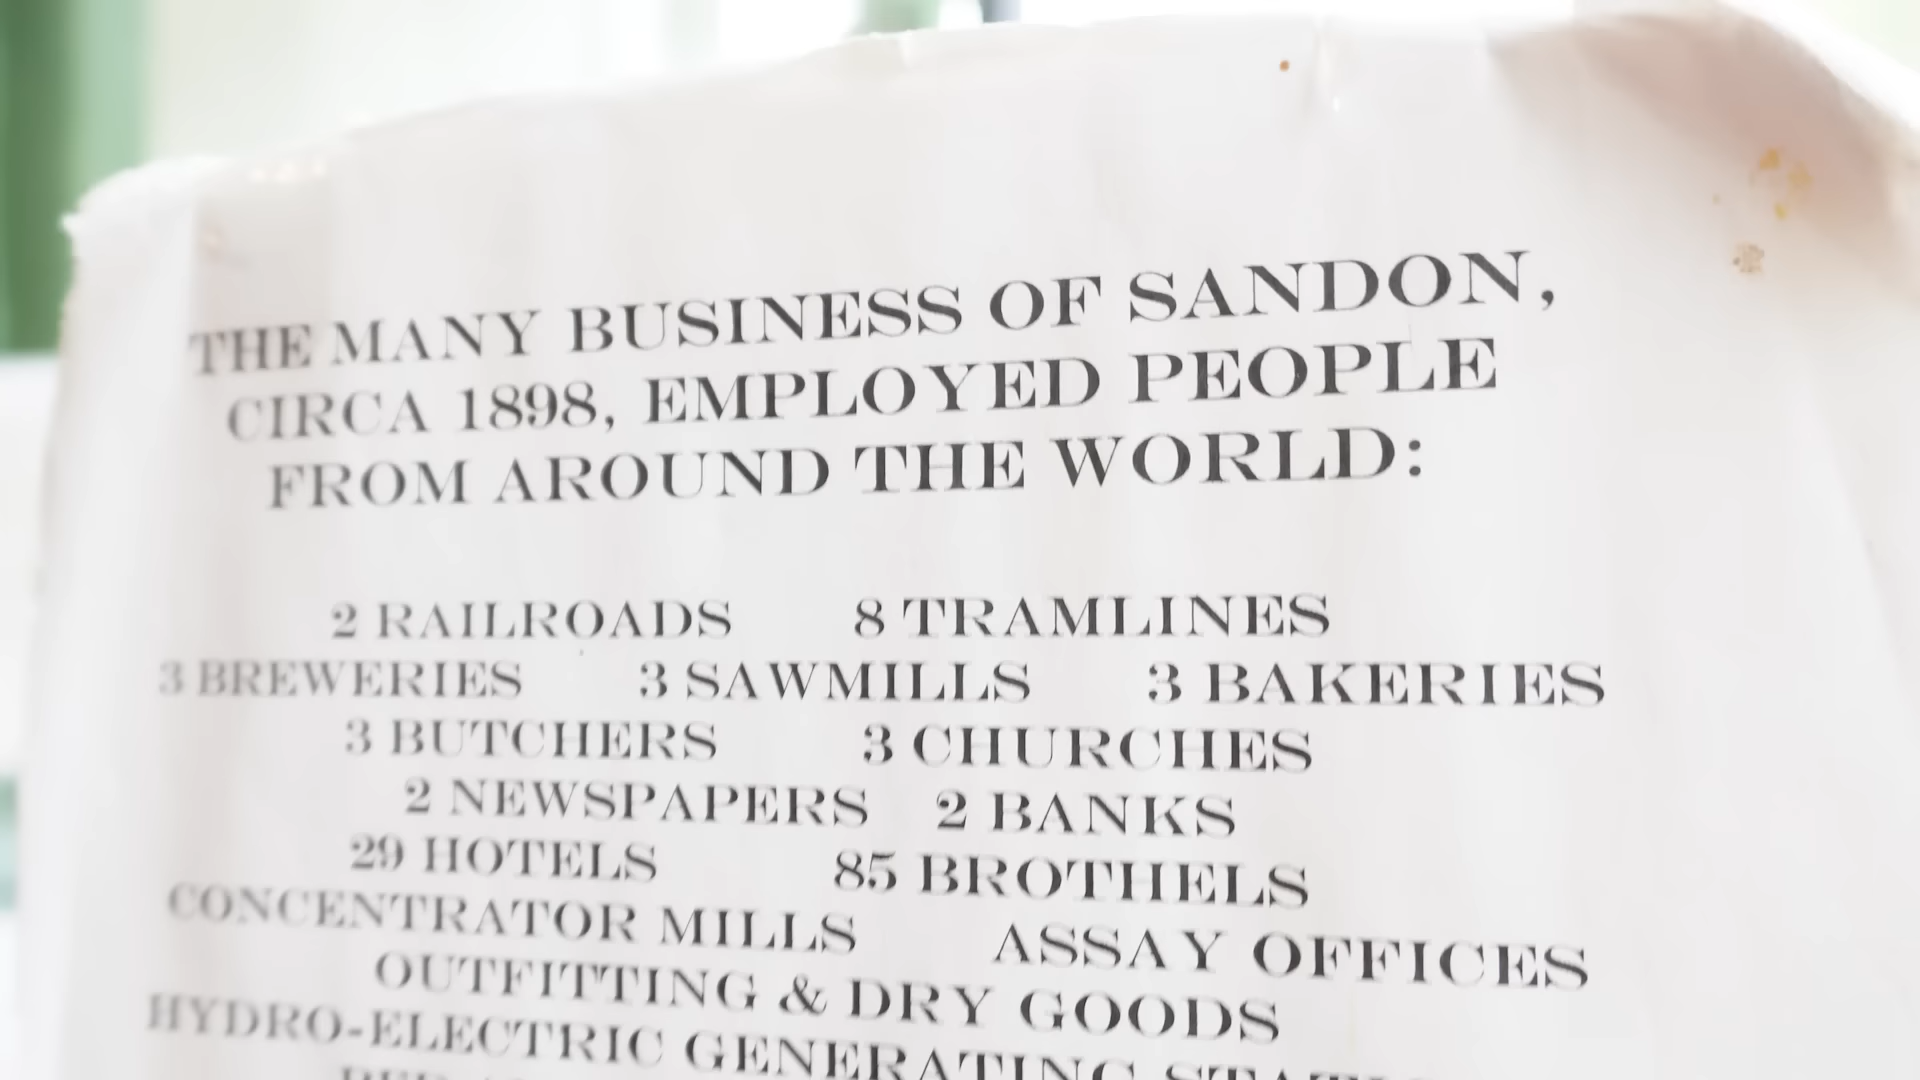 THE MANY BUSINESS OF SANDON,
CIRCA 1898, EMPLOYED PEOPLE
FROM AROUND THE WORLD:
2 RAILROADS 8 TRAMLINES
3 BREWERIES 3 SAWMILLS 3 BAKERIES
3 BUTCHERS 3 CHURCHES
2 NEWSPAPERS 2 BANKS
29 HOTELS 85 BROTHELS
CONCENTRATOR MILLS ASSAY OFFICES
OUTFITTING & DRY GOODS
HYDRO-ELECTRIC GENERATING